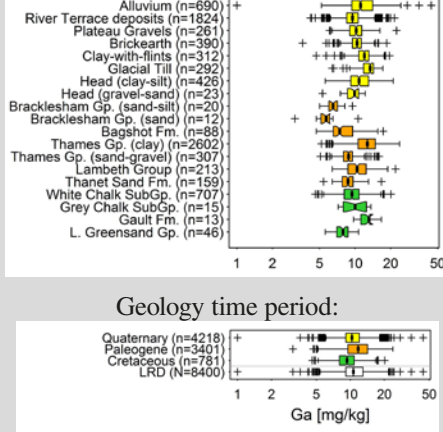 Alluvium (n=690)
River Terrace deposits (n=1824)
Plateau Gravels (n=261)
Brickearth (n=390)
Clay-with-flints (n=312)
Glacial Till (n=292)
Head (clay-silt) (n=426)
Head (gravel-sand) (n=23)
Bracklesham Gp. (sand-silt) (n=20)
Bracklesham Gp. (sand) (n=12)
Bagshot Fm. (n=88)
Thames Gp. (clay) (n=2602)
Thames Gp. (sand-gravel) (n=307)
Lambeth Group (n=213)
Thanet Sand Fm. (n=159)
White Chalk SubGp. (n=707)
Grey Chalk SubGp. (n=15)
Gault Fm. (n=13)
L. Greensand Gp. (n=46)
1 2 5 10 20 50
Geology time period:
Quaternary (n=4218)
Paleogene (n=3401)
Cretaceous (n=781)
LRD (N=8400)
1 2 5 10 20 50
Ga [mg/kg]